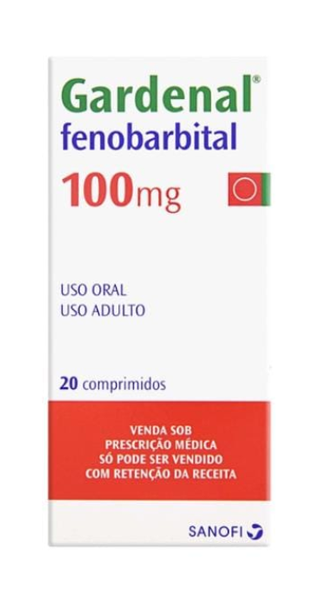 Gardenal®
fenobarbital
100mg
USO ORAL
USO ADULTO
20 comprimidos
VENDA SOB
PRESCRIÇÃO MÉDICA
SÓ PODE SER VENDIDO
COM RETENÇÃO DA RECEITA
SANOFI